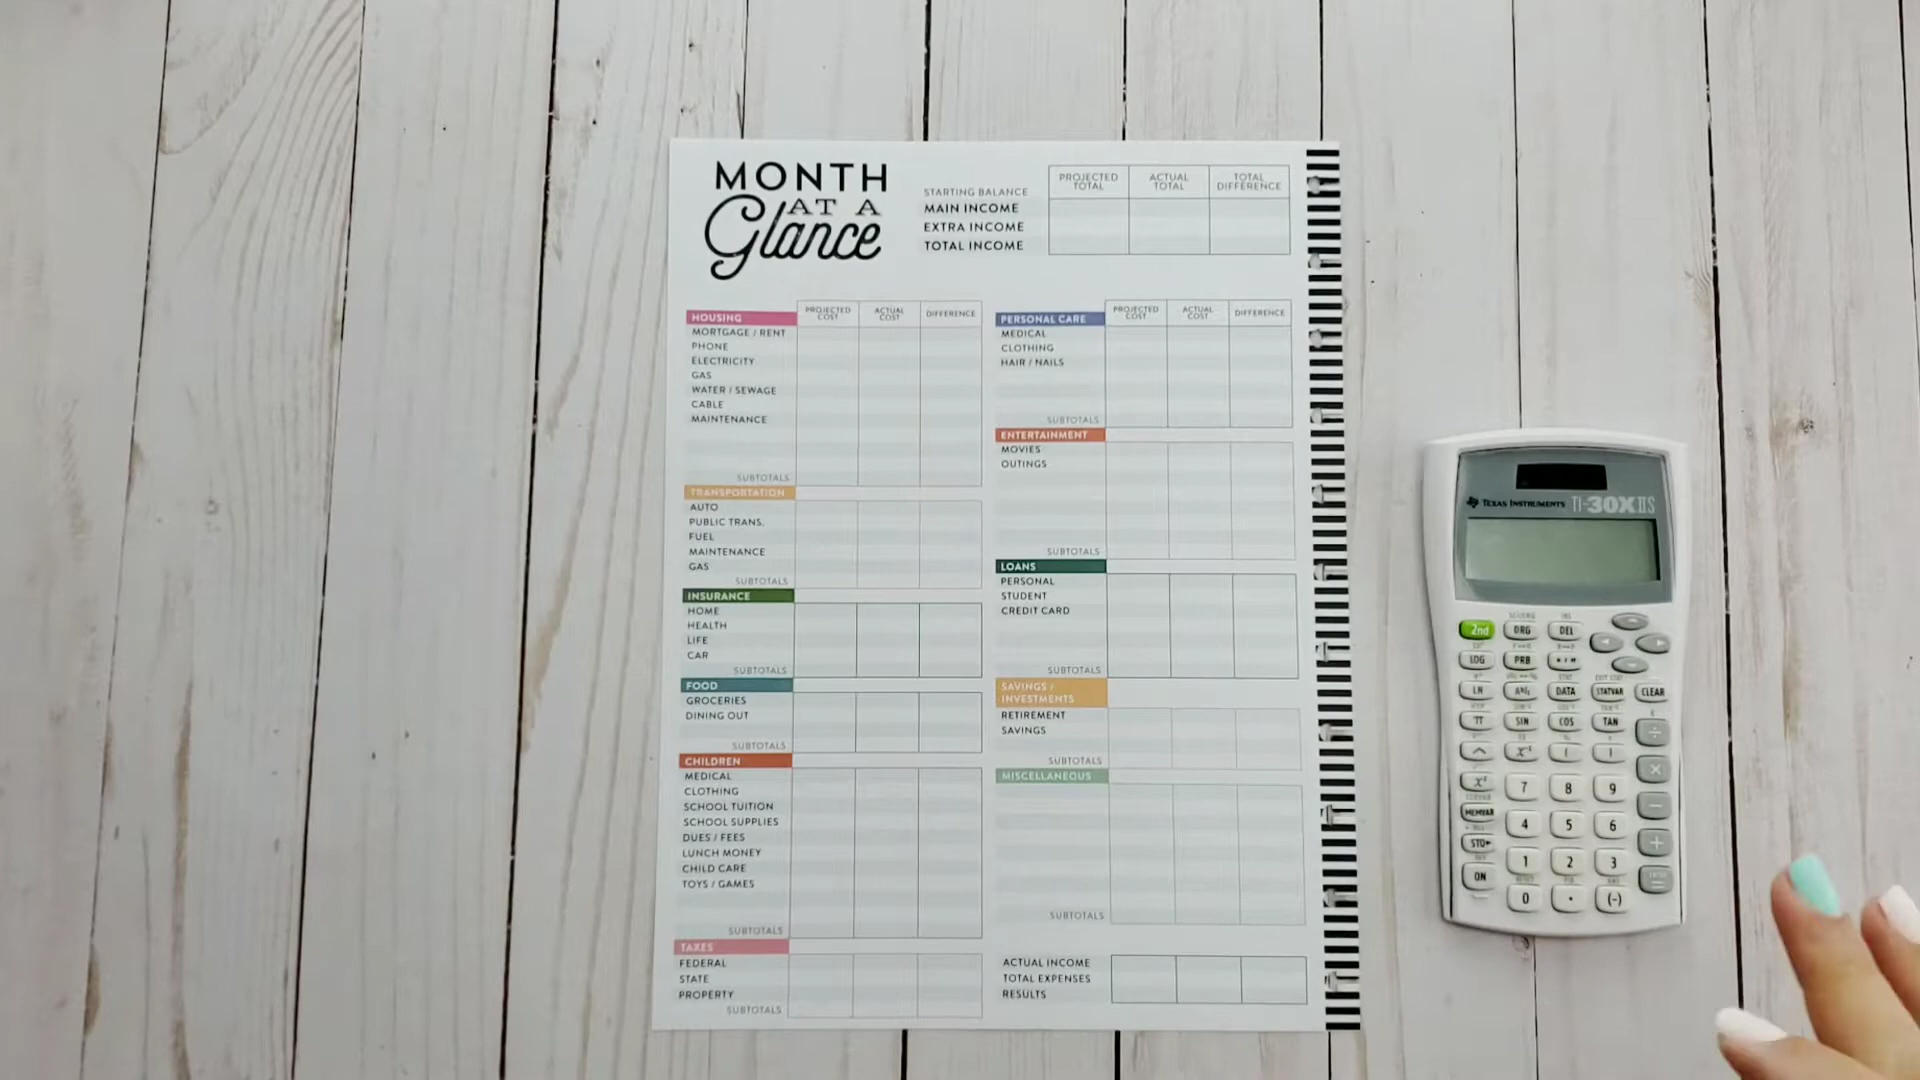 MONTH
AT A
Glance
STARTING BALANCE
MAIN INCOME
EXTRA INCOME
TOTAL INCOME
PROJECTED TOTAL
ACTUAL TOTAL
TOTAL DIFFERENCE
HOUSING
PROJECTED COST
ACTUAL COST
DIFFERENCE
MORTGAGE / RENT
PHONE
ELECTRICITY
GAS
WATER / SEWAGE
CABLE
MAINTENANCE
SUBTOTALS
TRANSPORTATION
AUTO
PUBLIC TRANS.
FUEL
MAINTENANCE
GAS
SUBTOTALS
INSURANCE
HOME
HEALTH
LIFE
CAR
SUBTOTALS
FOOD
GROCERIES
DINING OUT
SUBTOTALS
CHILDREN
MEDICAL
CLOTHING
SCHOOL TUITION
SCHOOL SUPPLIES
DUES / FEES
LUNCH MONEY
CHILD CARE
TOYS / GAMES
SUBTOTALS
TAXES
FEDERAL
STATE
PROPERTY
SUBTOTALS
PERSONAL CARE
PROJECTED COST
ACTUAL COST
DIFFERENCE
MEDICAL
CLOTHING
HAIR / NAILS
SUBTOTALS
ENTERTAINMENT
MOVIES
OUTINGS
SUBTOTALS
LOANS
PERSONAL
STUDENT
CREDIT CARD
SUBTOTALS
SAVINGS /
INVESTMENTS
RETIREMENT
SAVINGS
SUBTOTALS
MISCELLANEOUS
SUBTOTALS
ACTUAL INCOME
TOTAL EXPENSES
RESULTS
TEXAS INSTRUMENTS TI-30X IIS
2nd DRG DEL
LOG PRB
LN DATA STATVAR CLEAR
π SIN COS TAN ÷
^ ( ) ×
7 8 9 −
MEMVAR 4 5 6 +
STO▸ 1 2 3
ON 0 . (-)